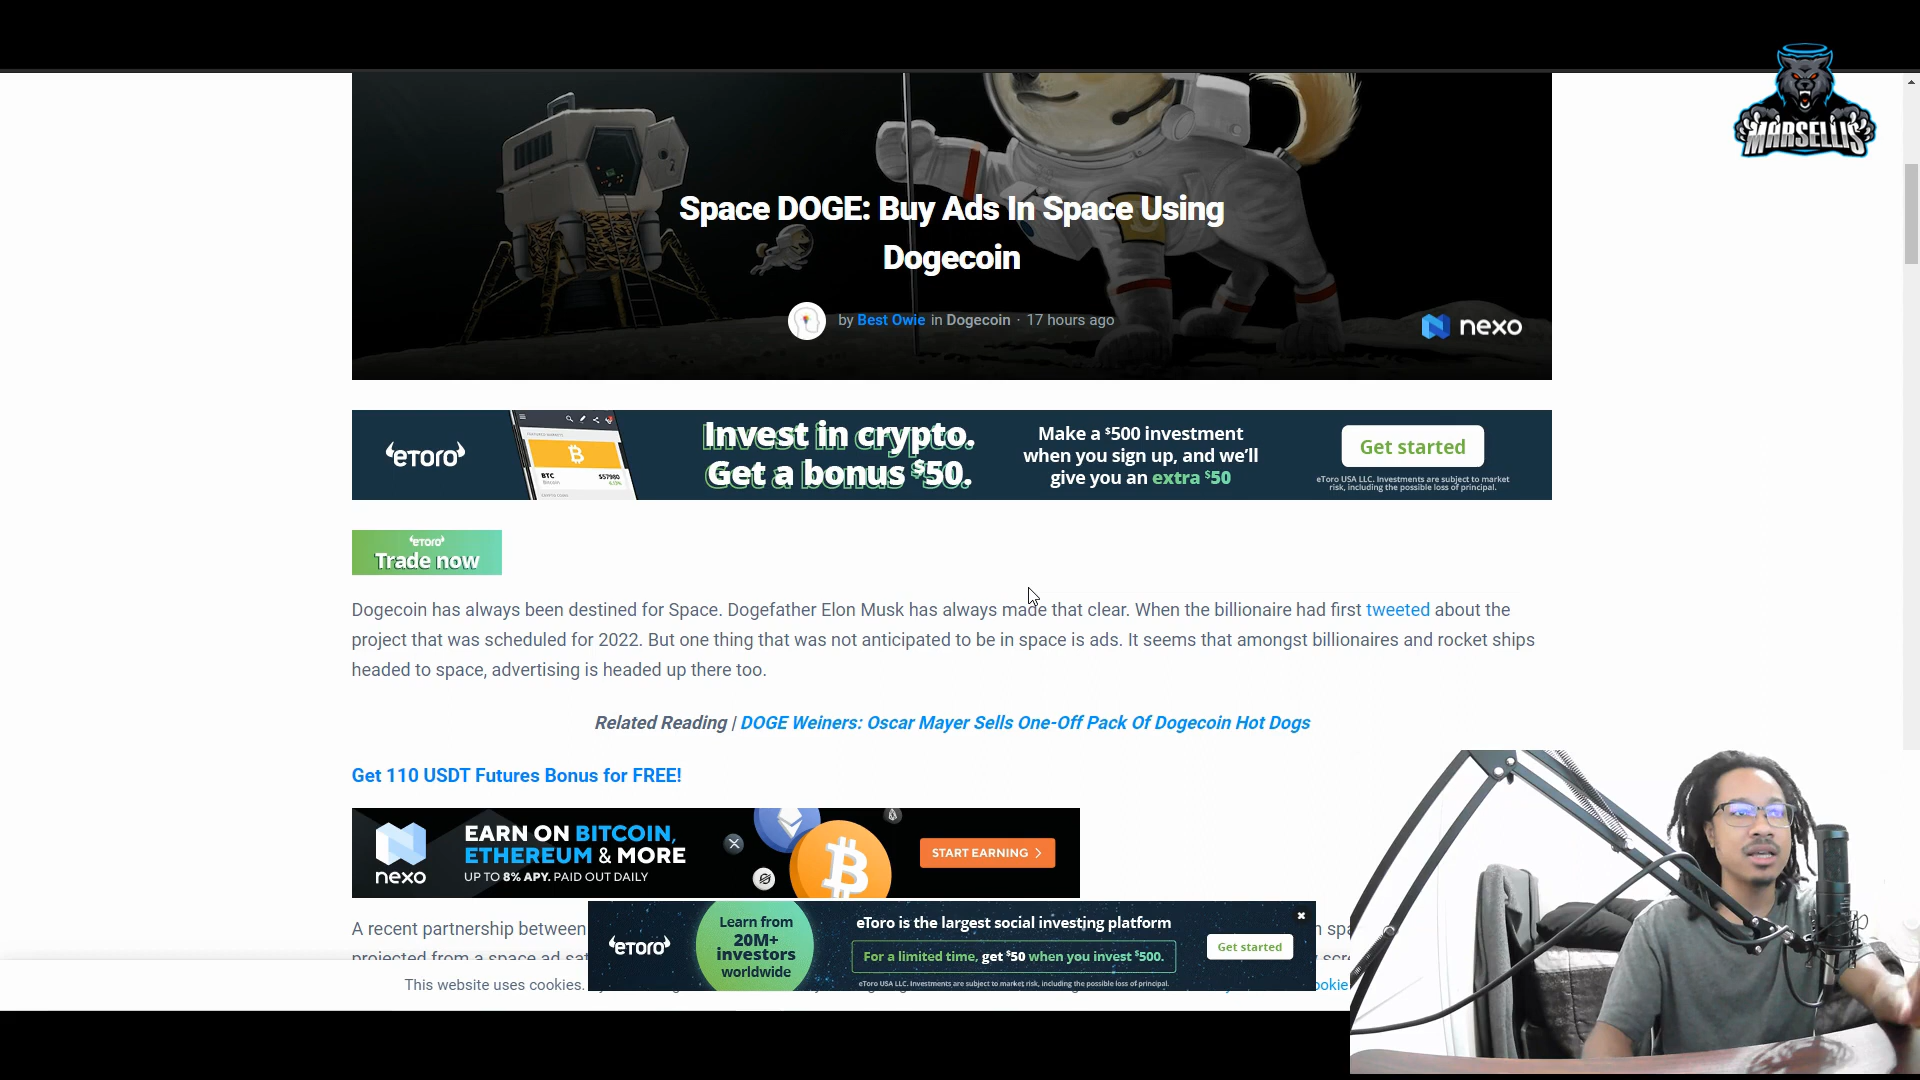 MARSELLIS
Space DOGE: Buy Ads In Space Using
Dogecoin
by Best Owie in Dogecoin · 17 hours ago
nexo
eTORO
BTC
Bitcoin
$57980
Invest in crypto.
Get a bonus $50.
Make a $500 investment
when you sign up, and we'll
give you an extra $50
Get started
eToro USA LLC. Investments are subject to market
risk, including the possible loss of principal.
eTORO
Trade now
Dogecoin has always been destined for Space. Dogefather Elon Musk has always made that clear. When the billionaire had first tweeted about the
project that was scheduled for 2022. But one thing that was not anticipated to be in space is ads. It seems that amongst billionaires and rocket ships
headed to space, advertising is headed up there too.
Related Reading | DOGE Weiners: Oscar Mayer Sells One-Off Pack Of Dogecoin Hot Dogs
Get 110 USDT Futures Bonus for FREE!
nexo
EARN ON BITCOIN,
ETHEREUM & MORE
UP TO 8% APY. PAID OUT DAILY
START EARNING >
A recent partnership between
projected from a space ad
eTORO
Learn from
20M+
investors
worldwide
eToro is the largest social investing platform
For a limited time, get $50 when you invest $500.
eToro USA LLC. Investments are subject to market risk, including the possible loss of principal.
Get started
This website uses cookies.